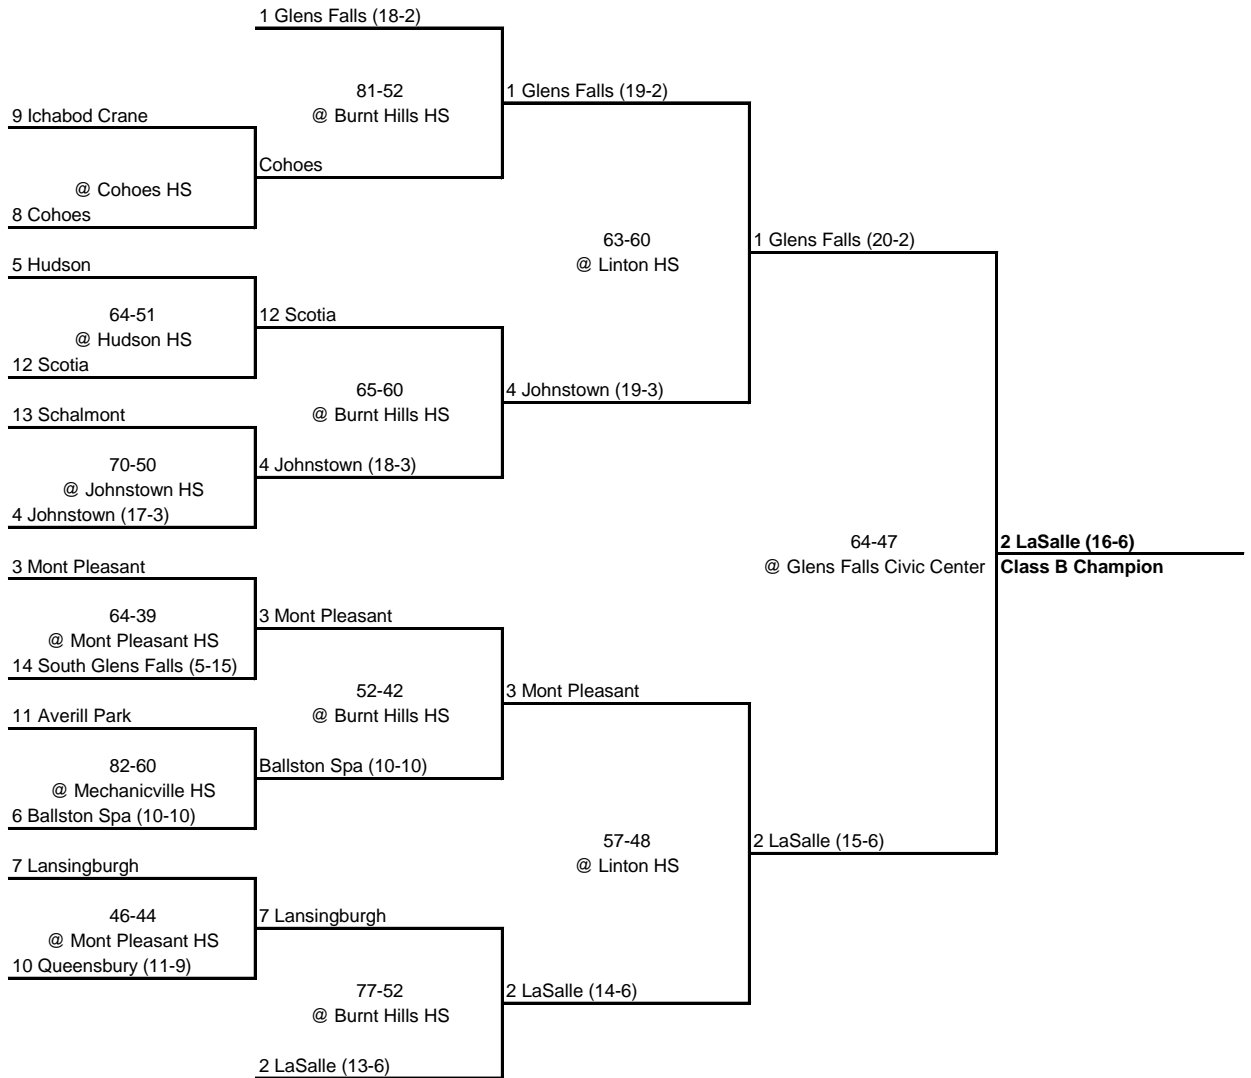 1 Glens Falls (18-2)
81-52
@ Burnt Hills HS
1 Glens Falls (19-2)
9 Ichabod Crane
Cohoes
@ Cohoes HS
8 Cohoes
63-60
@ Linton HS
1 Glens Falls (20-2)
5 Hudson
64-51
@ Hudson HS
12 Scotia
12 Scotia
65-60
@ Burnt Hills HS
4 Johnstown (19-3)
13 Schalmont
70-50
@ Johnstown HS
4 Johnstown (18-3)
4 Johnstown (17-3)
64-47
@ Glens Falls Civic Center
2 LaSalle (16-6)
Class B Champion
3 Mont Pleasant
64-39
@ Mont Pleasant HS
3 Mont Pleasant
14 South Glens Falls (5-15)
52-42
@ Burnt Hills HS
3 Mont Pleasant
11 Averill Park
82-60
@ Mechanicville HS
Ballston Spa (10-10)
6 Ballston Spa (10-10)
57-48
@ Linton HS
2 LaSalle (15-6)
7 Lansingburgh
46-44
@ Mont Pleasant HS
7 Lansingburgh
10 Queensbury (11-9)
77-52
@ Burnt Hills HS
2 LaSalle (14-6)
2 LaSalle (13-6)